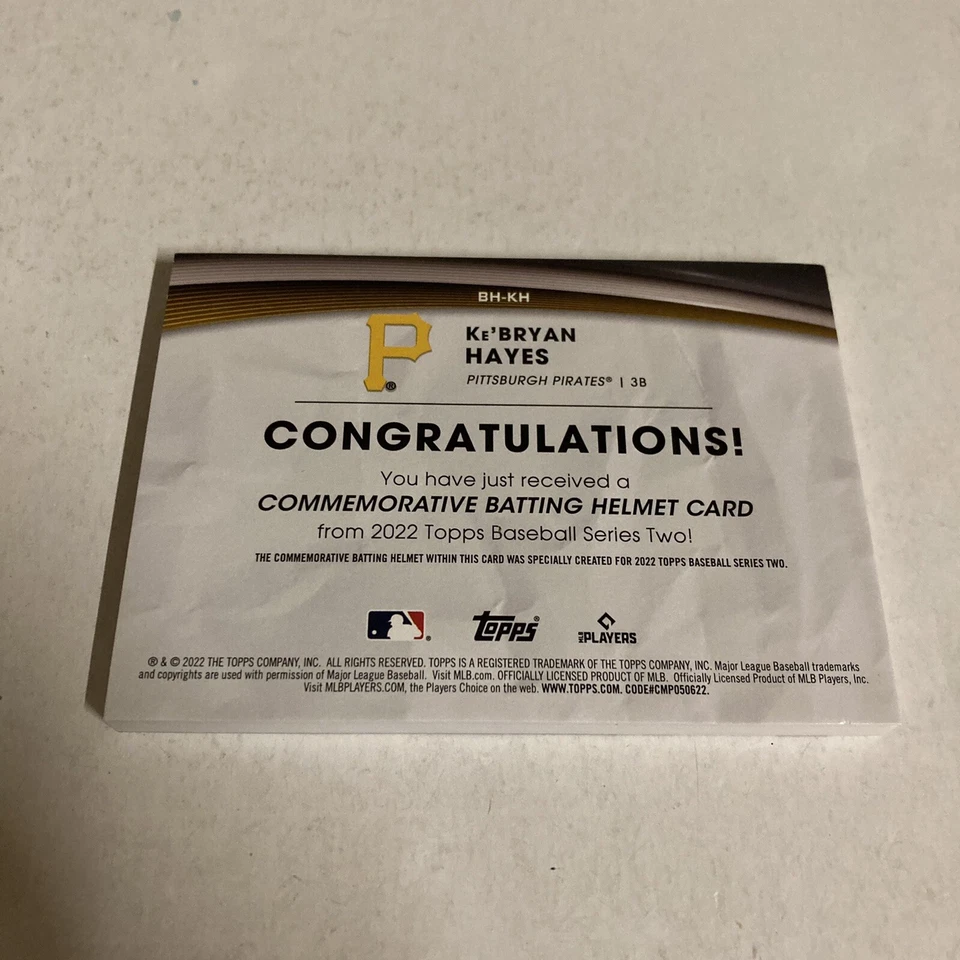 BH-KH
P®
KE'BRYAN
HAYES
PITTSBURGH PIRATES® | 3B
CONGRATULATIONS!
You have just received a
COMMEMORATIVE BATTING HELMET CARD
from 2022 Topps Baseball Series Two!
THE COMMEMORATIVE BATTING HELMET WITHIN THIS CARD WAS SPECIALLY CREATED FOR 2022 TOPPS BASEBALL SERIES TWO.
® topps® MLB PLAYERS
® & © 2022 THE TOPPS COMPANY, INC. ALL RIGHTS RESERVED. TOPPS IS A REGISTERED TRADEMARK OF THE TOPPS COMPANY, INC. Major League Baseball trademarks
and copyrights are used with permission of Major League Baseball. Visit MLB.com. OFFICIALLY LICENSED PRODUCT OF MLB. Officially Licensed Product of MLB Players, Inc.
Visit MLBPLAYERS.COM, the Players Choice on the web. WWW.TOPPS.COM. CODE#CMP050622.